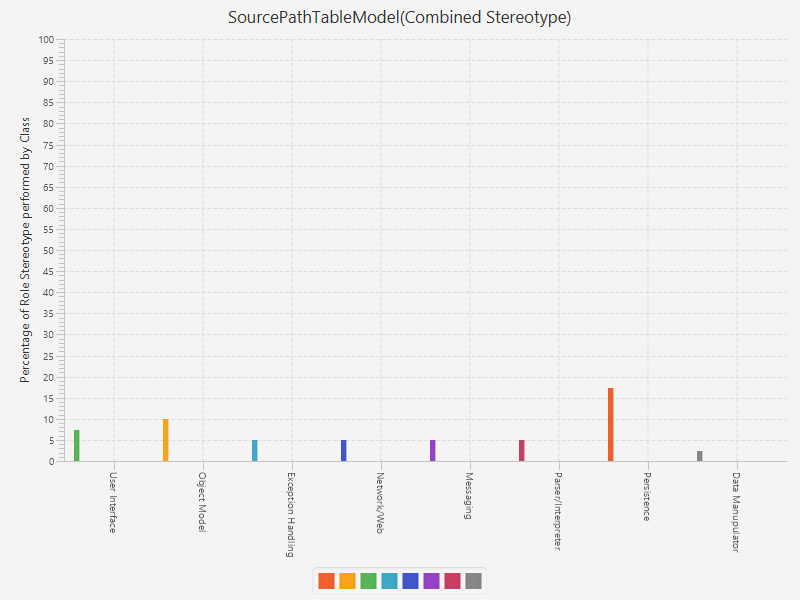 SourcePathTableModel(Combined Stereotype)
Percentage of Role Stereotype performed by Class
100
95
90
85
80
75
70
65
60
55
50
45
40
35
30
25
20
15
10
5
0
User Interface
Object Model
Exception Handling
Network/Web
Messaging
Parser/Interpreter
Persistence
Data Manupulator